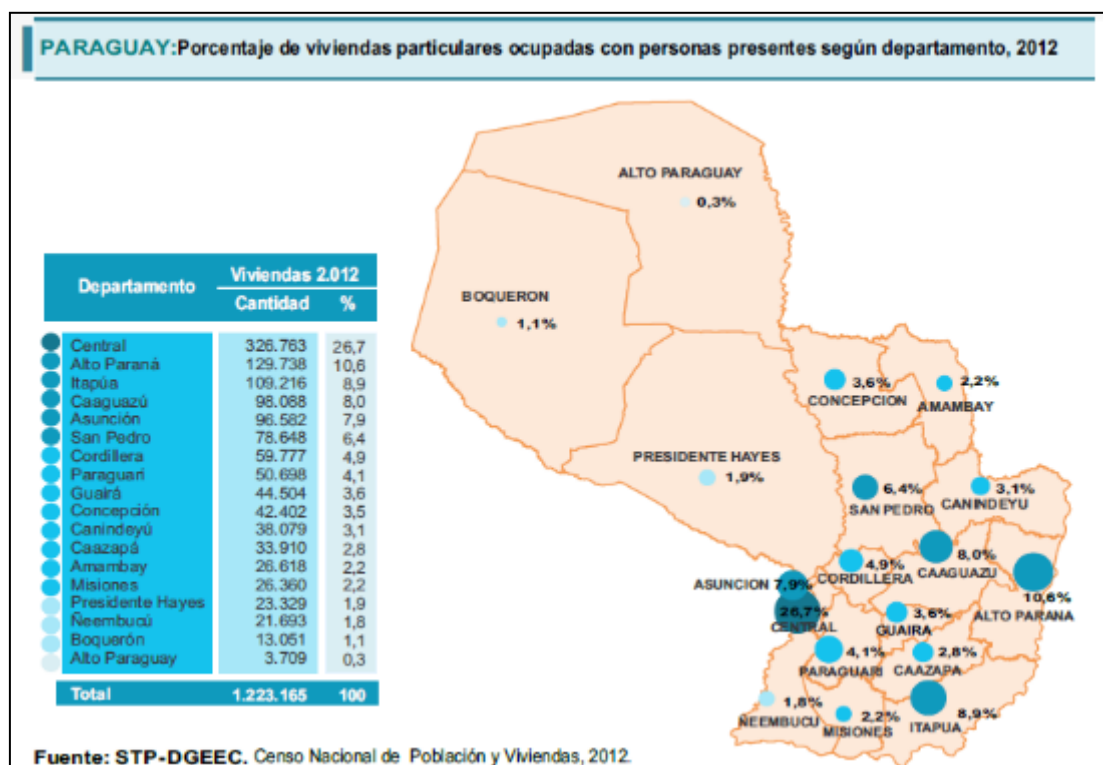 PARAGUAY:Porcentaje de viviendas particulares ocupadas con personas presentes según departamento, 2012
Departamento Viviendas 2.012
Cantidad %
Central 326.763 26,7
Alto Paraná 129.738 10,6
Itapúa 109.216 8,9
Caaguazú 98.088 8,0
Asunción 96.582 7,9
San Pedro 78.648 6,4
Cordillera 59.777 4,9
Paraguarí 50.698 4,1
Guairá 44.504 3,6
Concepción 42.402 3,5
Canindeyú 38.079 3,1
Caazapá 33.910 2,8
Amambay 26.618 2,2
Misiones 26.360 2,2
Presidente Hayes 23.329 1,9
Ñeembucú 21.693 1,8
Boquerón 13.051 1,1
Alto Paraguay 3.709 0,3
Total 1.223.165 100
ALTO PARAGUAY
0,3%
BOQUERON
1,1%
3,6%
CONCEPCION
2,2%
AMAMBAY
PRESIDENTE HAYES
1,9%
6,4%
SAN PEDRO
3,1%
CANINDEYU
8,0%
CAAGUAZU
4,9%
CORDILLERA
ASUNCION 7,9%
26,7%
CENTRAL
10,6%
ALTO PARANA
3,6%
GUAIRA
4,1%
PARAGUARI
2,8%
CAAZAPA
1,8%
ÑEEMBUCU
2,2%
MISIONES
8,9%
ITAPUA
Fuente: STP-DGEEC. Censo Nacional de Población y Viviendas, 2012.